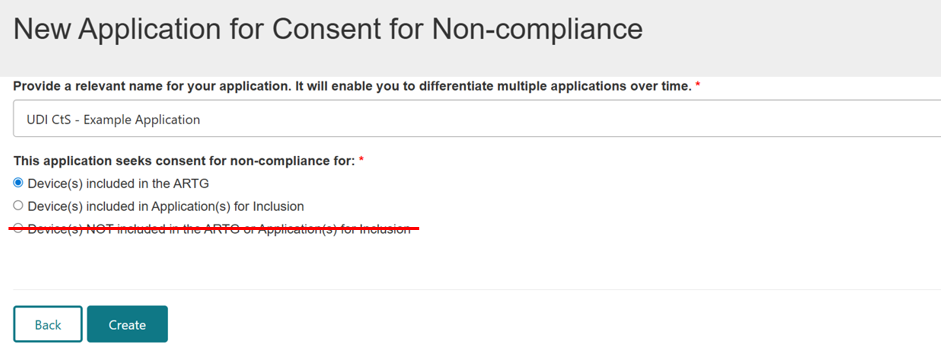 New Application for Consent for Non-compliance
Provide a relevant name for your application. It will enable you to differentiate multiple applications over time. *
UDI CtS - Example Application
This application seeks consent for non-compliance for: *
Device(s) included in the ARTG
Device(s) included in Application(s) for Inclusion
Device(s) NOT included in the ARTG or Application(s) for Inclusion
Back
Create